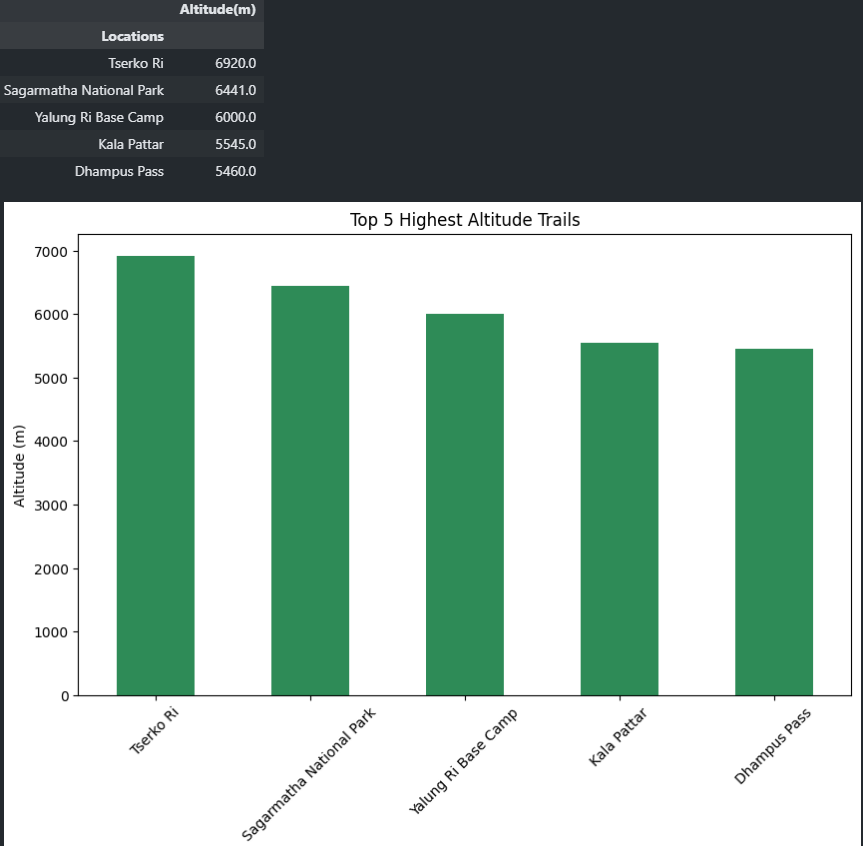 Altitude(m)
Locations
Tserko Ri 6920.0
Sagarmatha National Park 6441.0
Yalung Ri Base Camp 6000.0
Kala Pattar 5545.0
Dhampus Pass 5460.0
Top 5 Highest Altitude Trails
7000
6000
5000
4000
3000
2000
1000
0
Altitude (m)
Tserko Ri
Sagarmatha National Park
Yalung Ri Base Camp
Kala Pattar
Dhampus Pass